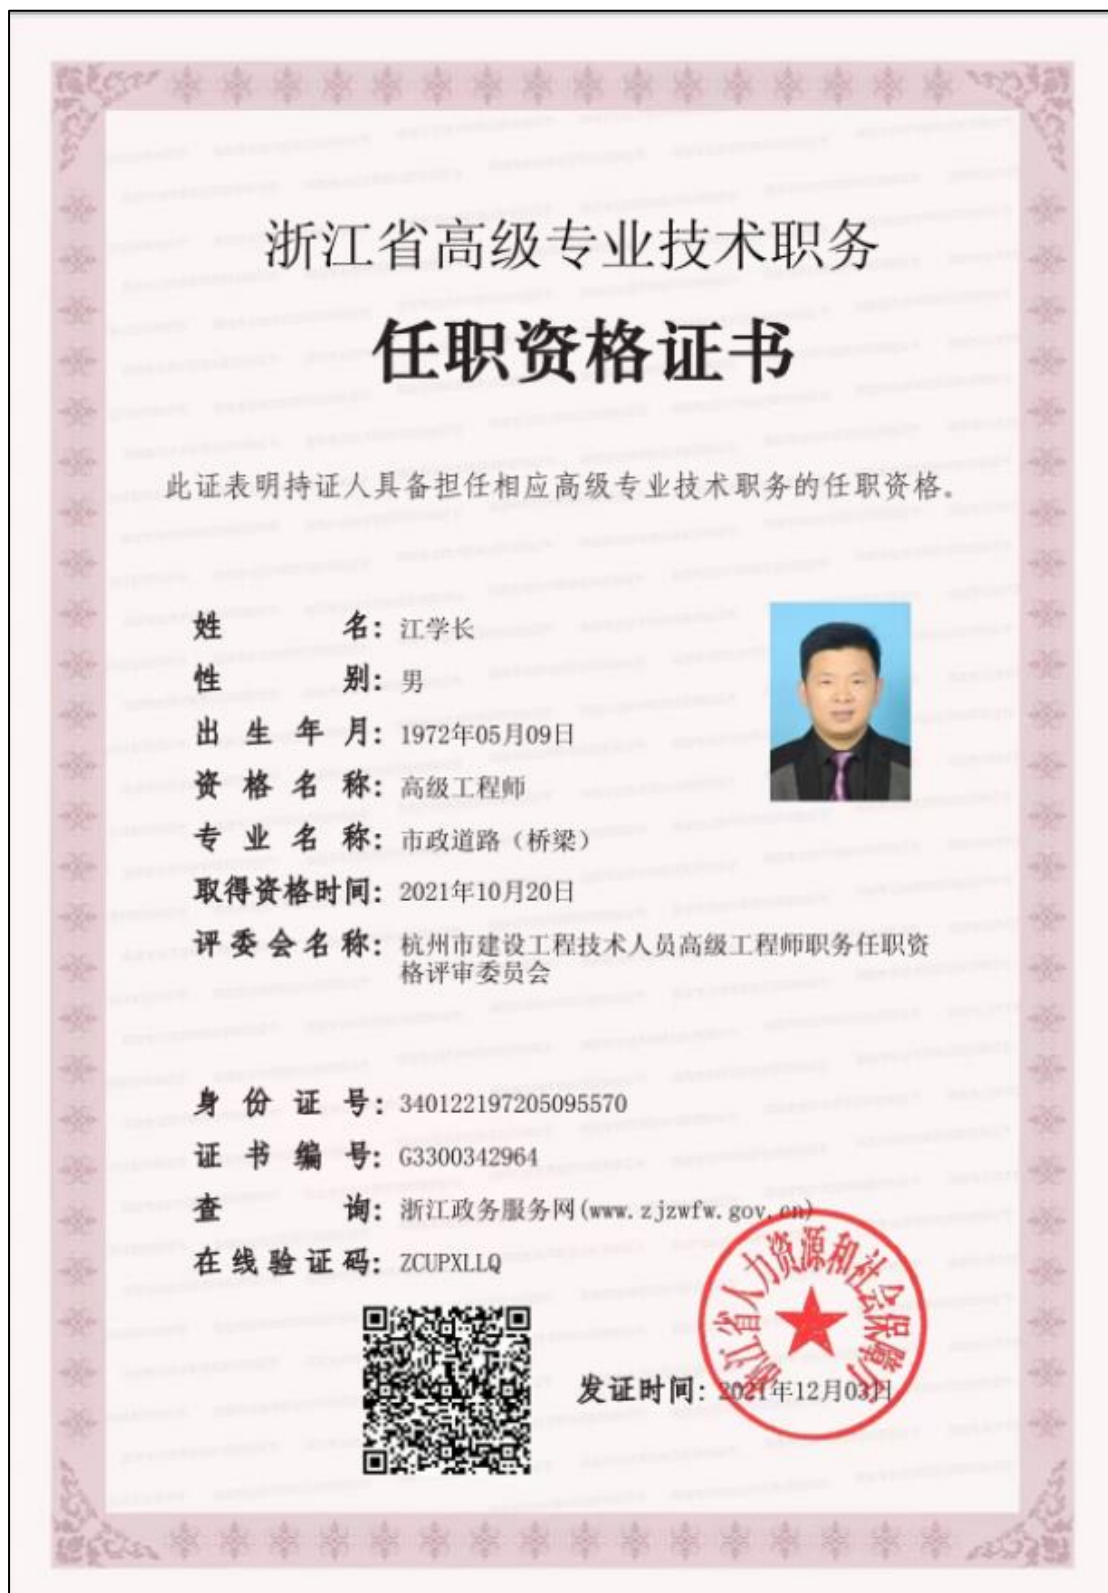 浙江省高级专业技术职务
任职资格证书
此证表明持证人具备担任相应高级专业技术职务的任职资格。
姓名：江学长
性别：男
出生年月：1972年05月09日
资格名称：高级工程师
专业名称：市政道路（桥梁）
取得资格时间：2021年10月20日
评委会名称：杭州市建设工程技术人员高级工程师职务任职资
格评审委员会
身份证号：340122197205095570
证书编号：G3300342964
查询：浙江政务服务网(www.zjzwfw.gov.cn)
在线验证码：ZCUPXLLQ
浙江省人力资源和社会保障厅
发证时间：2021年12月03日